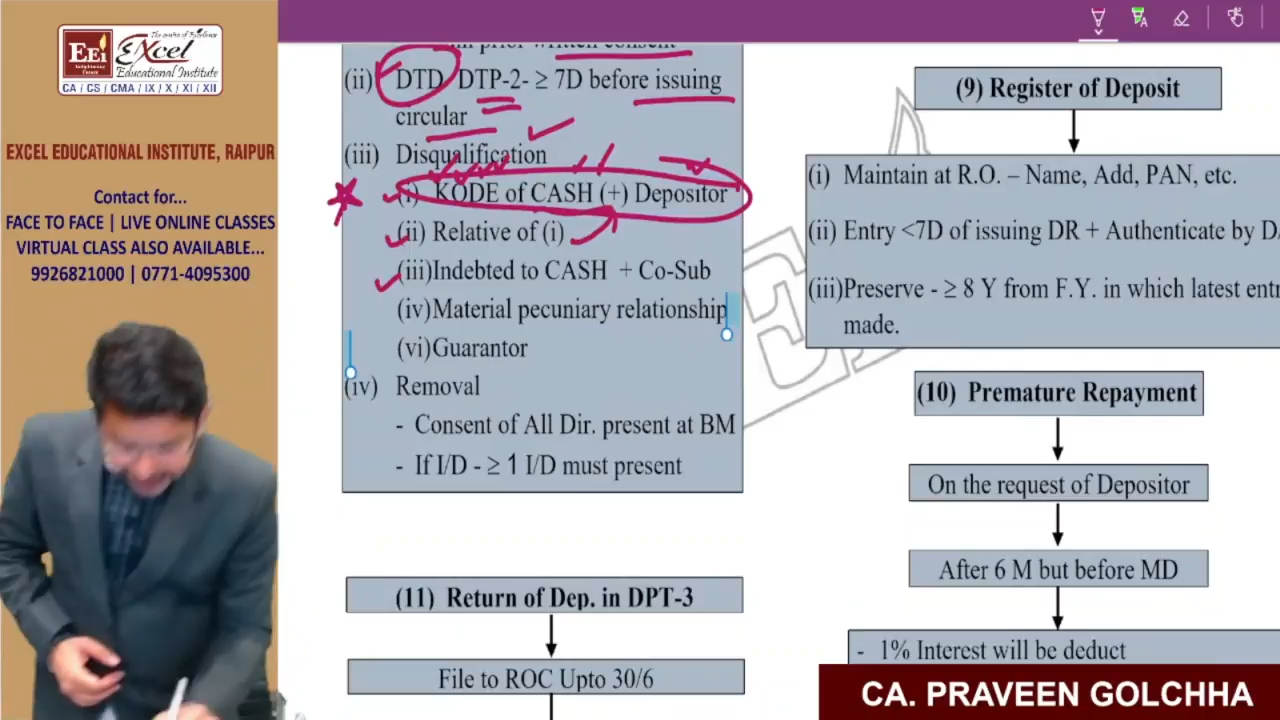 The centre of Excellence
EEi
Excel
Educational Institute
CA / CS / CMA / IX / X / XI / XII
EXCEL EDUCATIONAL INSTITUTE, RAIPUR
Contact for...
FACE TO FACE | LIVE ONLINE CLASSES
VIRTUAL CLASS ALSO AVAILABLE...
9926821000 | 0771-4095300
prior written consent
(ii) DTD DTP-2- ≥ 7D before issuing
circular
(iii) Disqualification
(i) KODE of CASH (+) Depositor
(ii) Relative of (i)
(iii)Indebted to CASH + Co-Sub
(iv)Material pecuniary relationship
(vi)Guarantor
(iv) Removal
- Consent of All Dir. present at BM
- If I/D - ≥ 1 I/D must present
(11) Return of Dep. in DPT-3
File to ROC Upto 30/6
(9) Register of Deposit
(i) Maintain at R.O. – Name, Add, PAN, etc.
(ii) Entry <7D of issuing DR + Authenticate by
(iii)Preserve - ≥ 8 Y from F.Y. in which latest
made.
(10) Premature Repayment
On the request of Depositor
After 6 M but before MD
- 1% Interest will be deduct
CA. PRAVEEN GOLCHHA